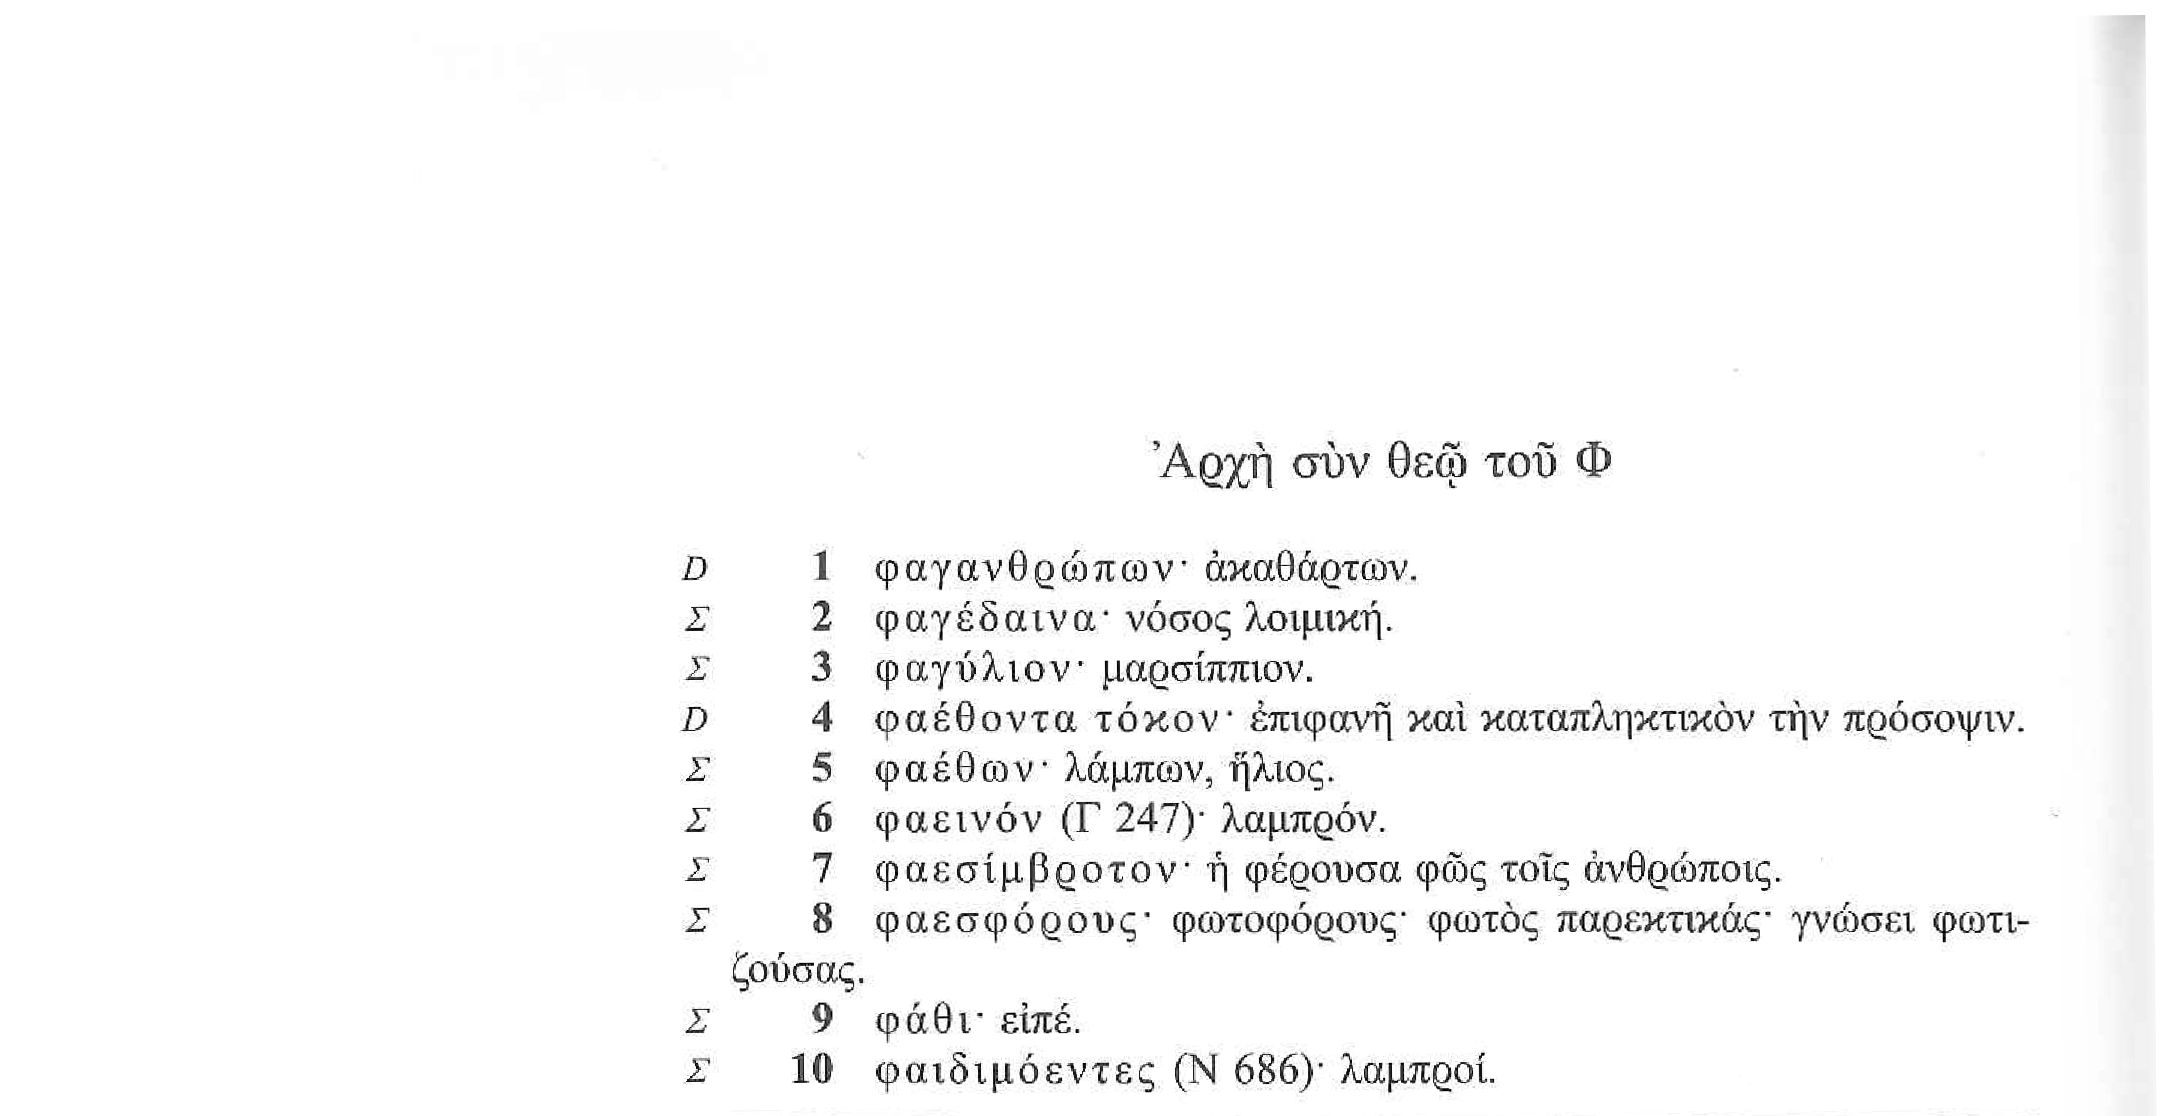 Ἀρχὴ σὺν θεῷ τοῦ Φ
D 1 φαγανθρώπων· ἀκαθάρτων.
Σ 2 φαγέδαινα· νόσος λοιμική.
Σ 3 φαγύλιον· μαρσίππιον.
D 4 φαέθοντα τόκον· ἐπιφανῆ καὶ καταπληκτικὸν τὴν πρόσοψιν.
Σ 5 φαέθων· λάμπων, ἥλιος.
Σ 6 φαεινόν (Γ 247)· λαμπρόν.
Σ 7 φαεσίμβροτον· ἡ φέρουσα φῶς τοῖς ἀνθρώποις.
Σ 8 φαεσφόρους· φωτοφόρους· φωτὸς παρεκτικάς· γνώσει φωτι-
ζούσας.
Σ 9 φάθι· εἰπέ.
Σ 10 φαιδιμόεντες (Ν 686)· λαμπροί.